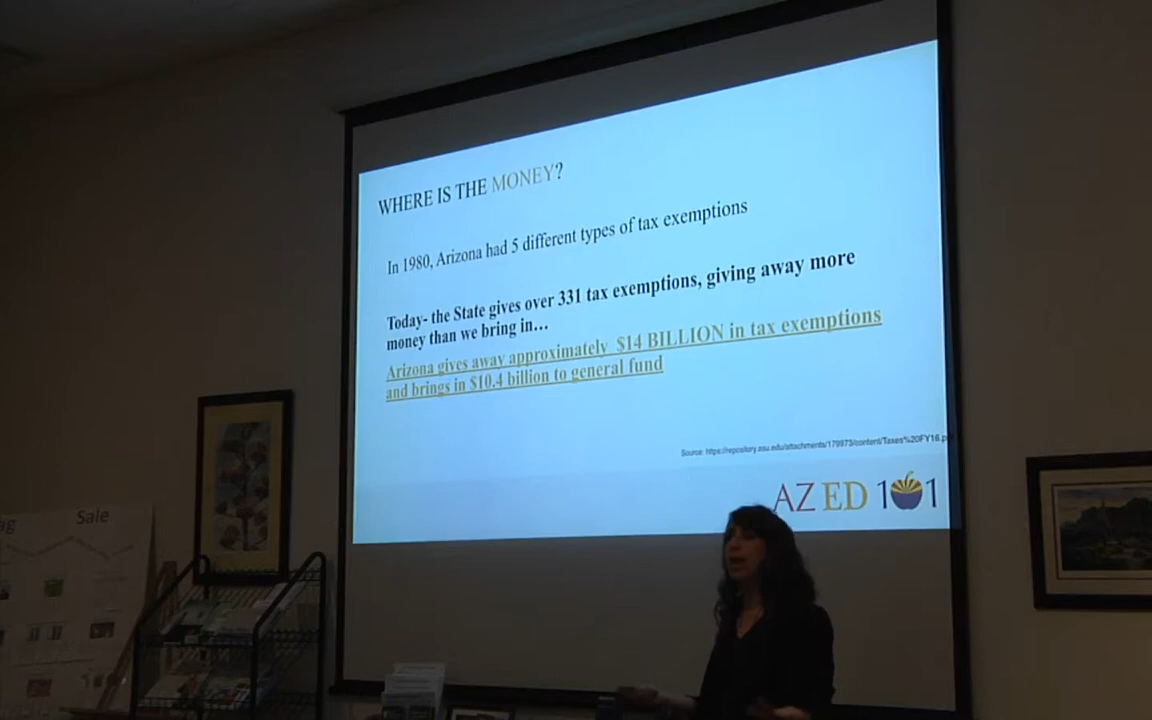 WHERE IS THE MONEY?
In 1980, Arizona had 5 different types of tax exemptions
Today- the State gives over 331 tax exemptions, giving away more
money than we bring in...
Arizona gives away approximately $14 BILLION in tax exemptions
and brings in $10.4 billion to general fund
Source: https://repository.asu.edu/attachments/179973/content/Taxes%20FY16.p
AZ ED 101
ag Sale